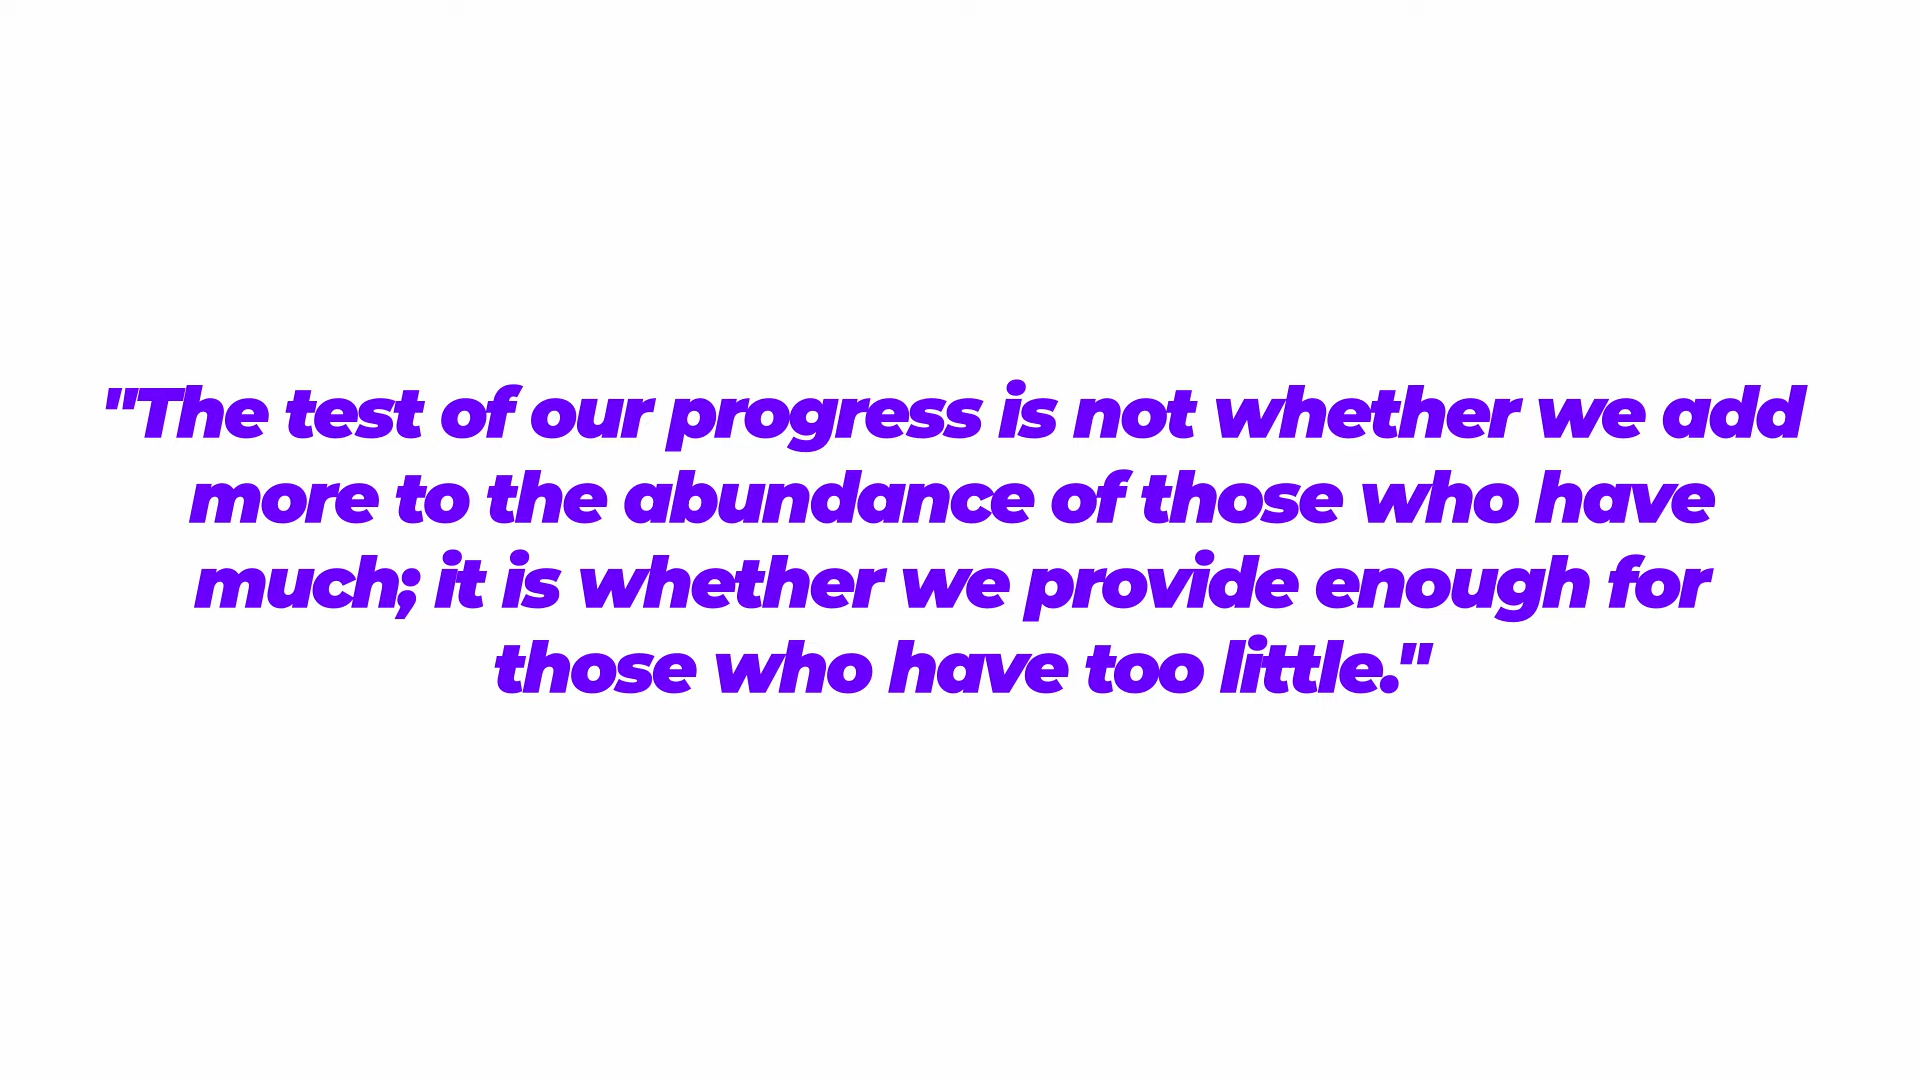 "The test of our progress is not whether we add
more to the abundance of those who have
much; it is whether we provide enough for
those who have too little."